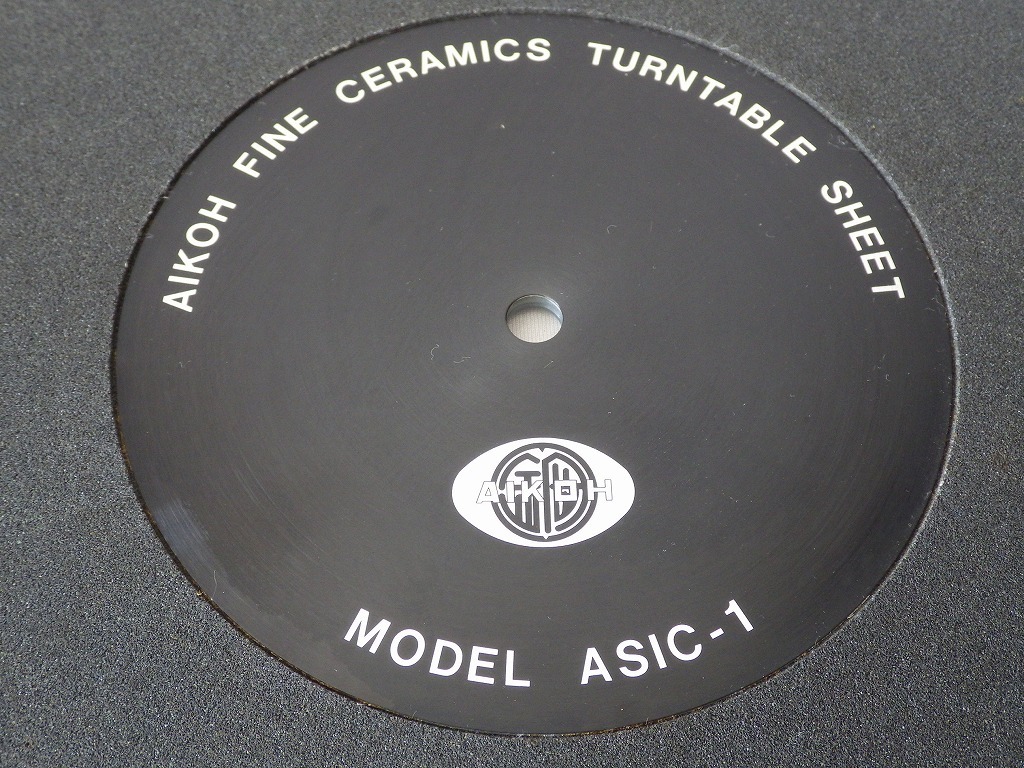 AIKOH FINE CERAMICS TURNTABLE SHEET
AIKOH
MODEL ASIC-1